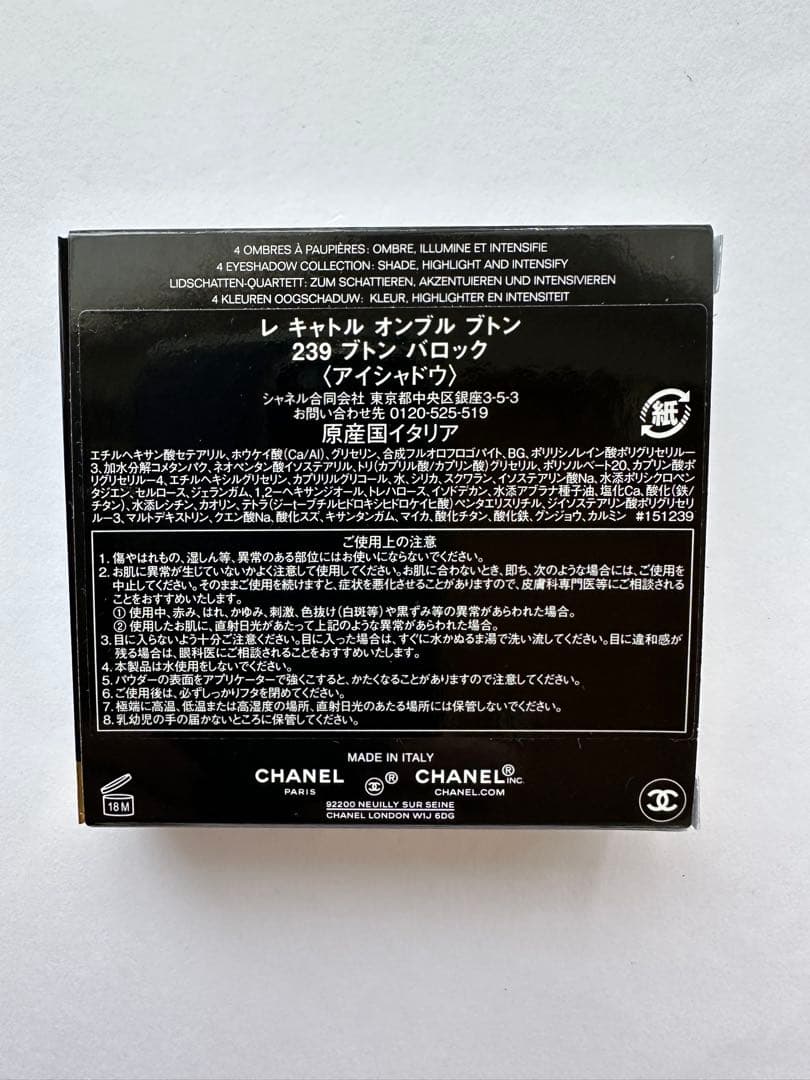 4 OMBRES À PAUPIÈRES: OMBRE, ILLUMINE ET INTENSIFIE
4 EYESHADOW COLLECTION: SHADE, HIGHLIGHT AND INTENSIFY
LIDSCHATTEN-QUARTETT: ZUM SCHATTIEREN, AKZENTUIEREN UND INTENSIVIEREN
4 KLEUREN OOGSCHADUW: KLEUR, HIGHLIGHTER EN INTENSITEIT
レ キャトル オンブル ブトン
239 ブトン バロック
〈アイシャドウ〉
シャネル合同会社 東京都中央区銀座3-5-3
お問い合わせ先 0120-525-519
原産国イタリア
紙
エチルヘキサン酸セテアリル、ホウケイ酸(Ca/Al)、グリセリン、合成フルオロフロゴパイト、BG、ポリリシノレイン酸ポリグリセリル-
3、加水分解コメタンパク、ネオペンタン酸イソステアリル、トリ(カプリル酸/カプリン酸)グリセリル、ポリソルベート20、カプリン酸ポ
リグリセリル-4、エチルヘキシルグリセリン、カプリリルグリコール、水、シリカ、スクワラン、イソステアリン酸Na、水添ポリシクロペン
タジエン、セルロース、ジェランガム、1,2-ヘキサンジオール、トレハロース、イソドデカン、水添アブラナ種子油、塩化Ca、酸化(鉄/
チタン)、水添レシチン、カオリン、テトラ(ジ-t-ブチルヒドロキシヒドロケイヒ酸)ペンタエリスリチル、ジイソステアリン酸ポリグリセリ
ル-3、マルトデキストリン、クエン酸Na、酸化スズ、キサンタンガム、マイカ、酸化チタン、酸化鉄、グンジョウ、カルミン #151239
ご使用上の注意
1. 傷やはれもの、湿しん等、異常のある部位にはお使いにならないでください。
2. お肌に異常が生じていないかよく注意して使用してください。お肌に合わないとき、即ち、次のような場合には、ご使用を
中止してください。そのままご使用を続けますと、症状を悪化させることがありますので、皮膚科専門医等にご相談される
ことをおすすめいたします。
① 使用中、赤み、はれ、かゆみ、刺激、色抜け(白斑等)や黒ずみ等の異常があらわれた場合。
② 使用したお肌に、直射日光があたって上記のような異常があらわれた場合。
3. 目に入らないよう十分ご注意ください。目に入った場合は、すぐに水かぬるま湯で洗い流してください。目に違和感が
残る場合は、眼科医にご相談されることをおすすめいたします。
4. 本製品は水使用をしないでください。
5. パウダーの表面をアプリケーターで強くこすると、かたくなることがありますので注意してください。
6. ご使用後は、必ずしっかりフタを閉めてください。
7. 極端に高温、低温または高湿度の場所、直射日光のあたる場所には保管しないでください。
8. 乳幼児の手の届かないところに保管してください。
MADE IN ITALY
CHANEL ® CHANEL® INC.
PARIS CHANEL.COM
18 M
92200 NEUILLY SUR SEINE
CHANEL LONDON W1J 6DG